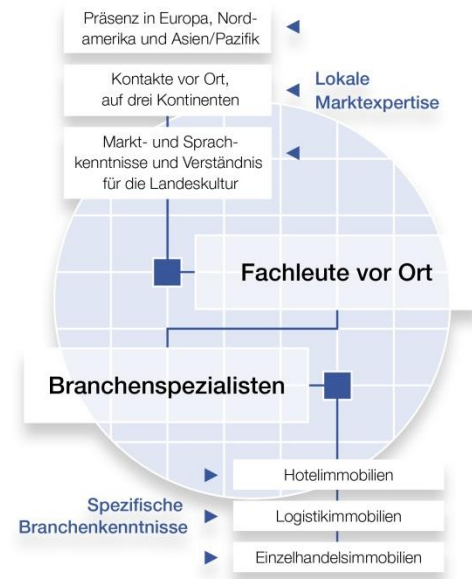 Präsenz in Europa, Nord-
amerika und Asien/Pazifik
Kontakte vor Ort,
auf drei Kontinenten
Lokale
Marktexpertise
Markt- und Sprach-
kenntnisse und Verständnis
für die Landeskultur
Fachleute vor Ort
Branchenspezialisten
Hotelimmobilien
Spezifische
Branchenkenntnisse
Logistikimmobilien
Einzelhandelsimmobilien